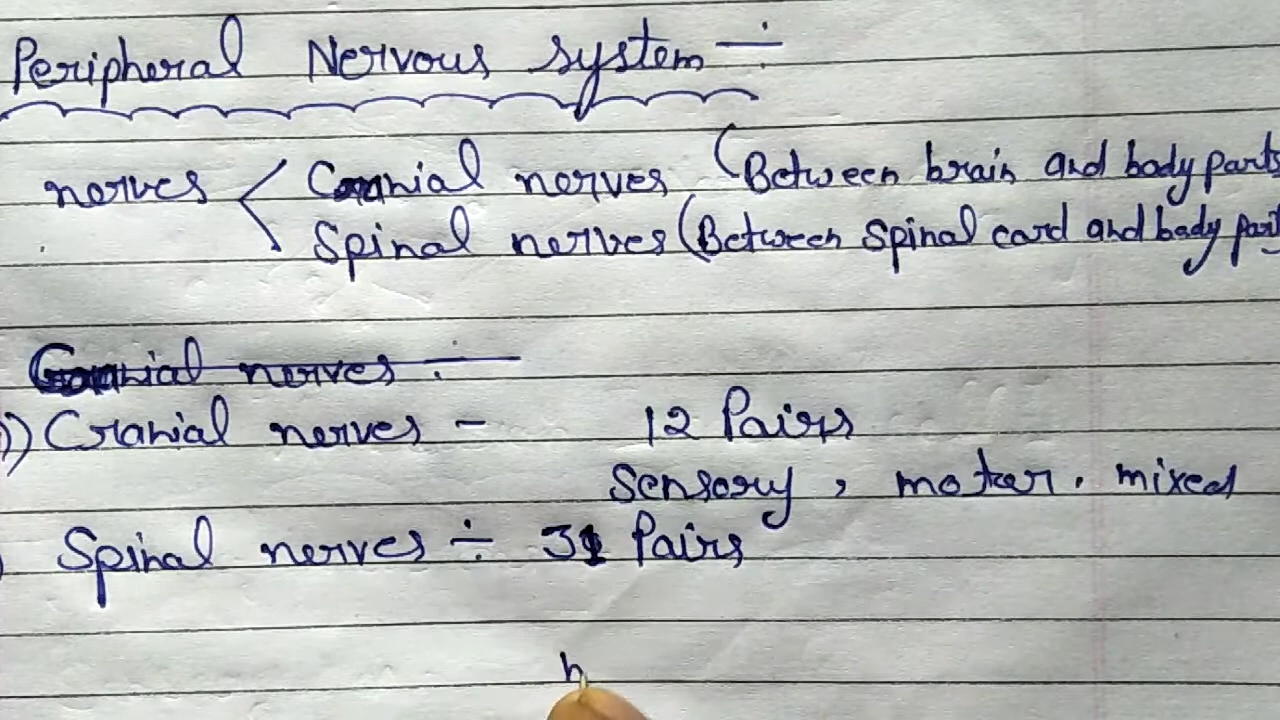 Peripheral Nervous system ÷
nerves < Cranial nerves (Between brain and body parts
Spinal nerves (Between spinal card and body part
Cranial nerves ÷
1) Cranial nerves - 12 Pairs
Sensory, motor. mixed
Spinal nerves ÷ 31 Pairs
h